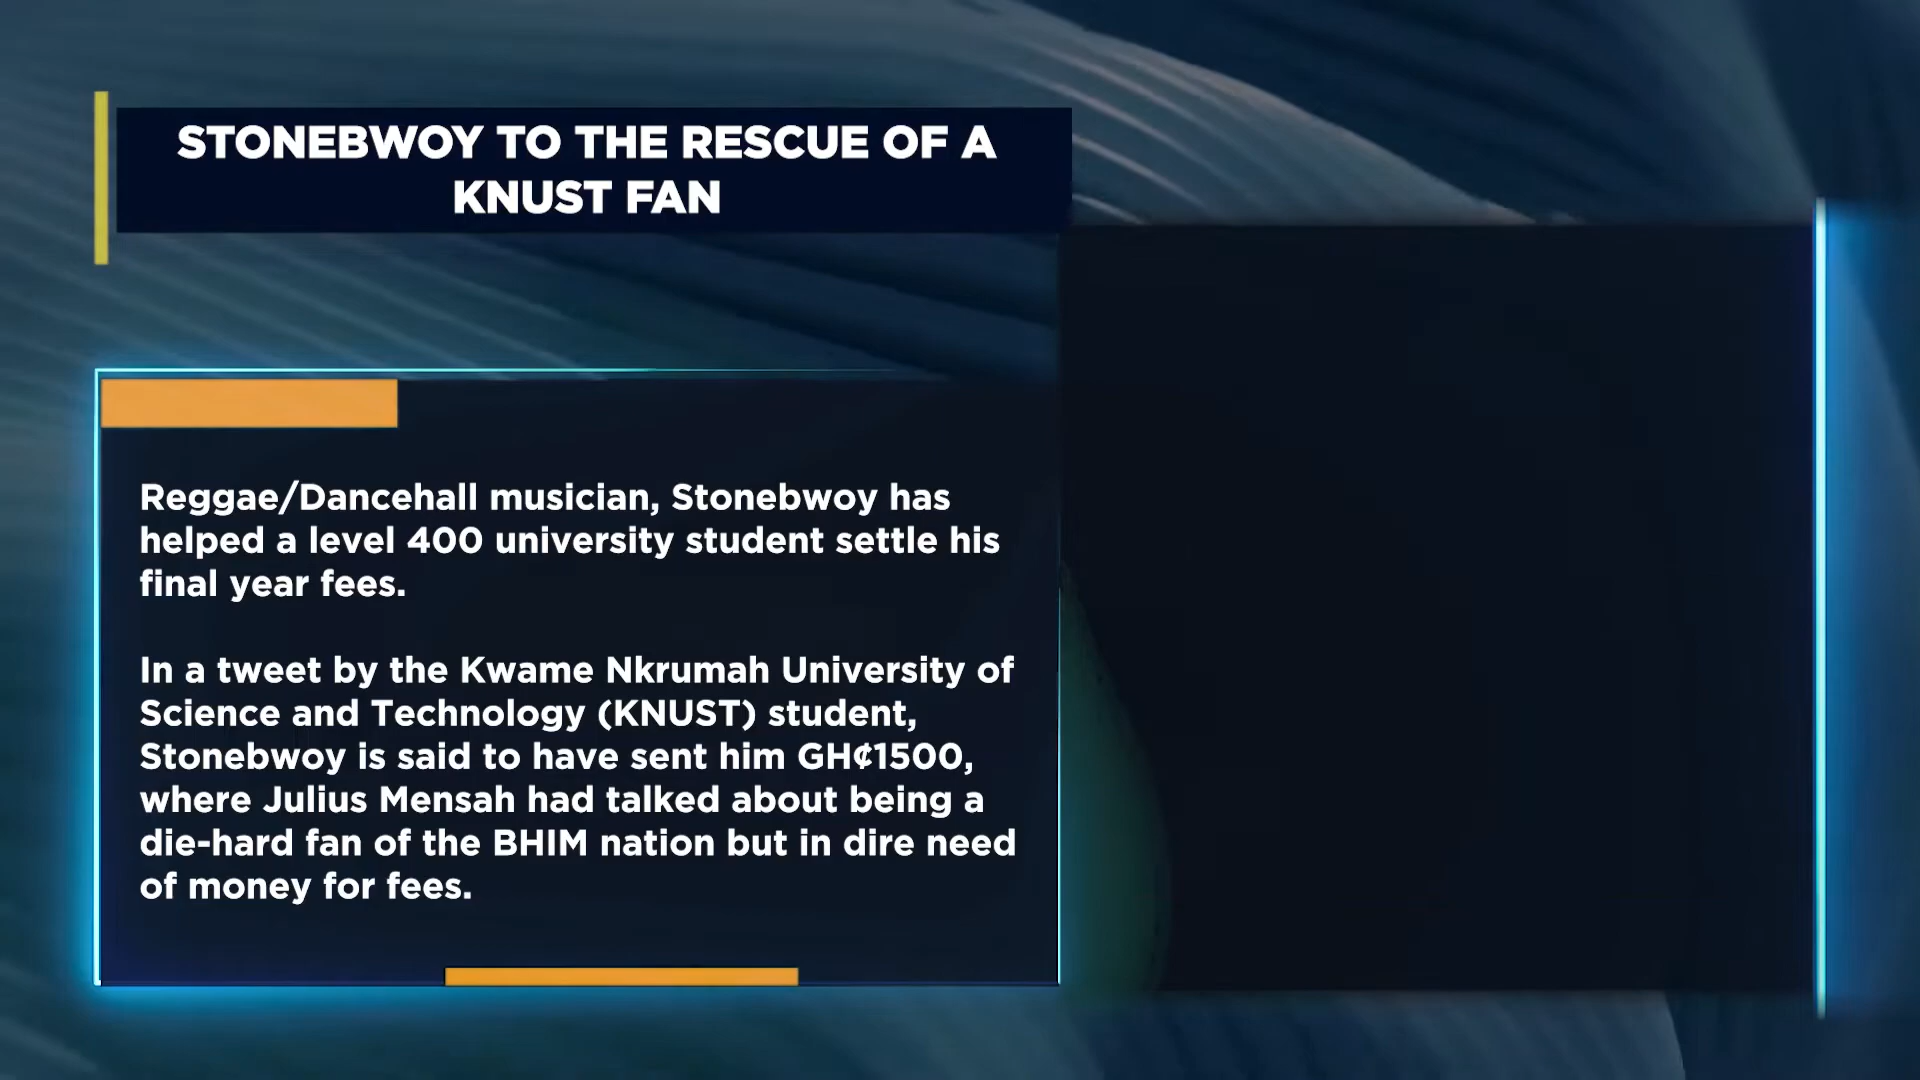 STONEBWOY TO THE RESCUE OF A
KNUST FAN
Reggae/Dancehall musician, Stonebwoy has
helped a level 400 university student settle his
final year fees.
In a tweet by the Kwame Nkrumah University of
Science and Technology (KNUST) student,
Stonebwoy is said to have sent him GH¢1500,
where Julius Mensah had talked about being a
die-hard fan of the BHIM nation but in dire need
of money for fees.